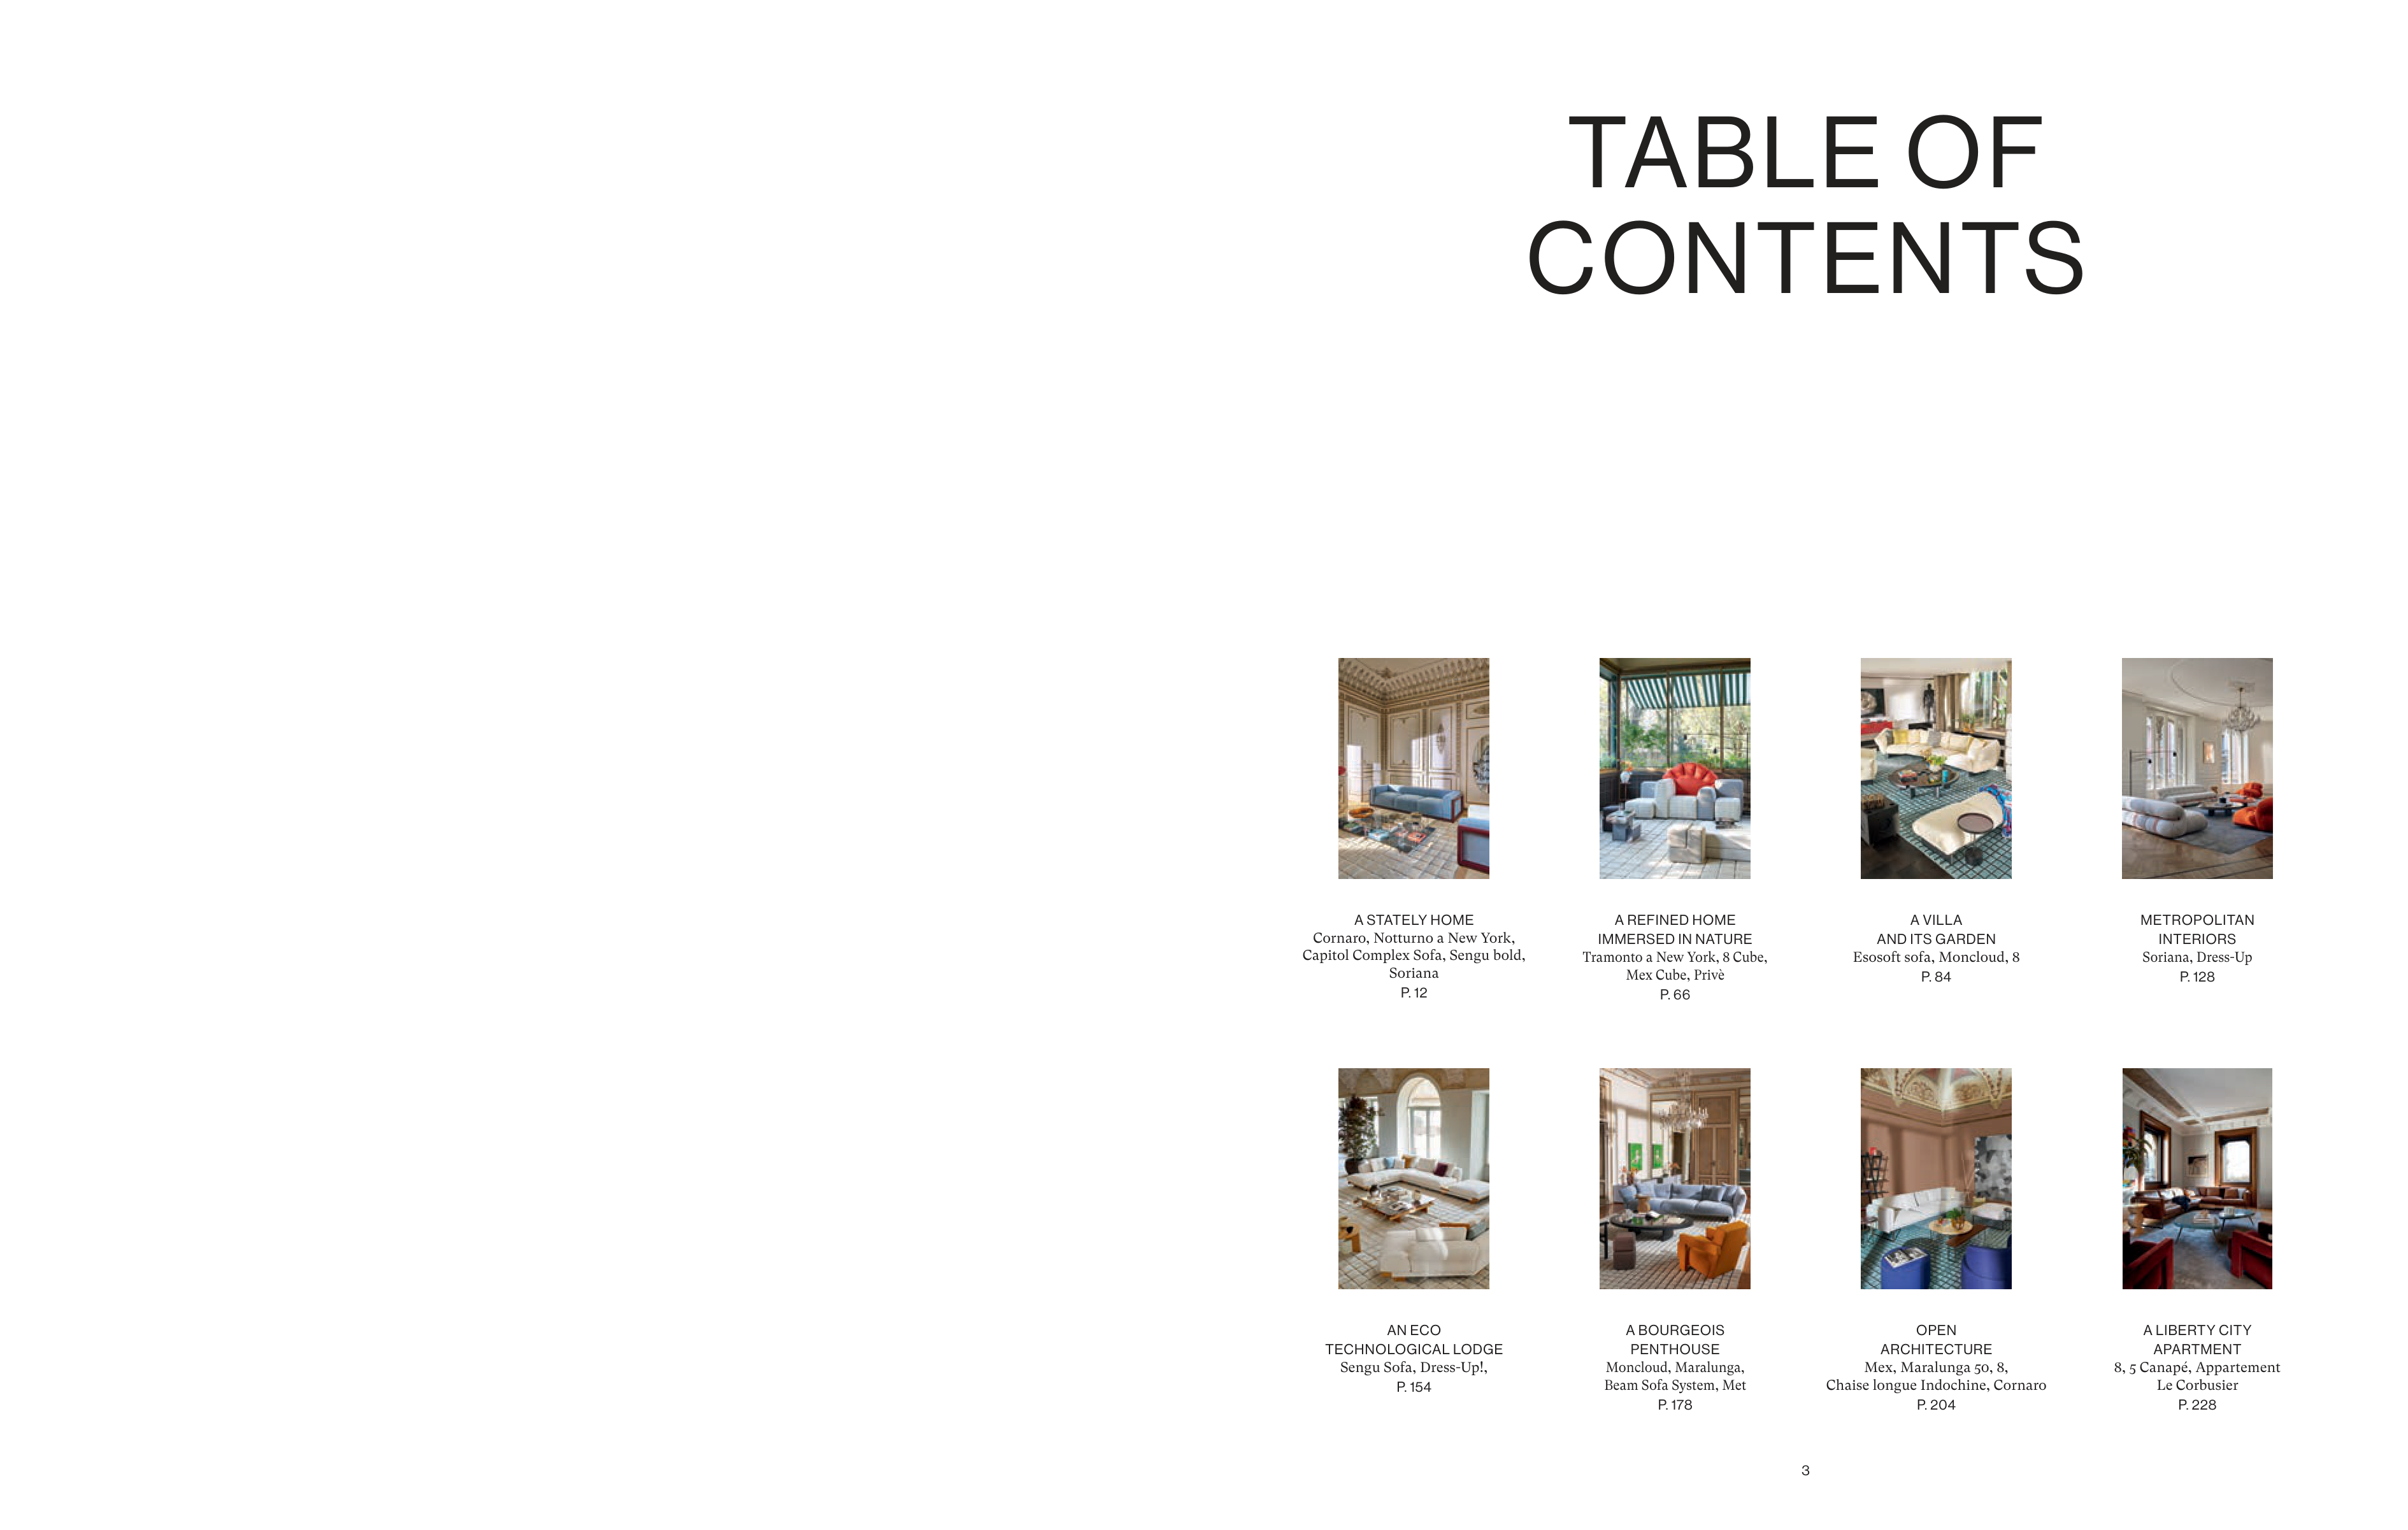 TABLE OF
CONTENTS
A STATELY HOME
Cornaro, Notturno a New York,
Capitol Complex Sofa, Sengu bold,
Soriana
P. 12
A REFINED HOME
IMMERSED IN NATURE
Tramonto a New York, 8 Cube,
Mex Cube, Privè
P. 66
A VILLA
AND ITS GARDEN
Esosoft sofa, Moncloud, 8
P. 84
METROPOLITAN
INTERIORS
Soriana, Dress-Up
P. 128
AN ECO
TECHNOLOGICAL LODGE
Sengu Sofa, Dress-Up!,
P. 154
A BOURGEOIS
PENTHOUSE
Moncloud, Maralunga,
Beam Sofa System, Met
P. 178
OPEN
ARCHITECTURE
Mex, Maralunga 50, 8,
Chaise longue Indochine, Cornaro
P. 204
A LIBERTY CITY
APARTMENT
8, 5 Canapé, Appartement
Le Corbusier
P. 228
3